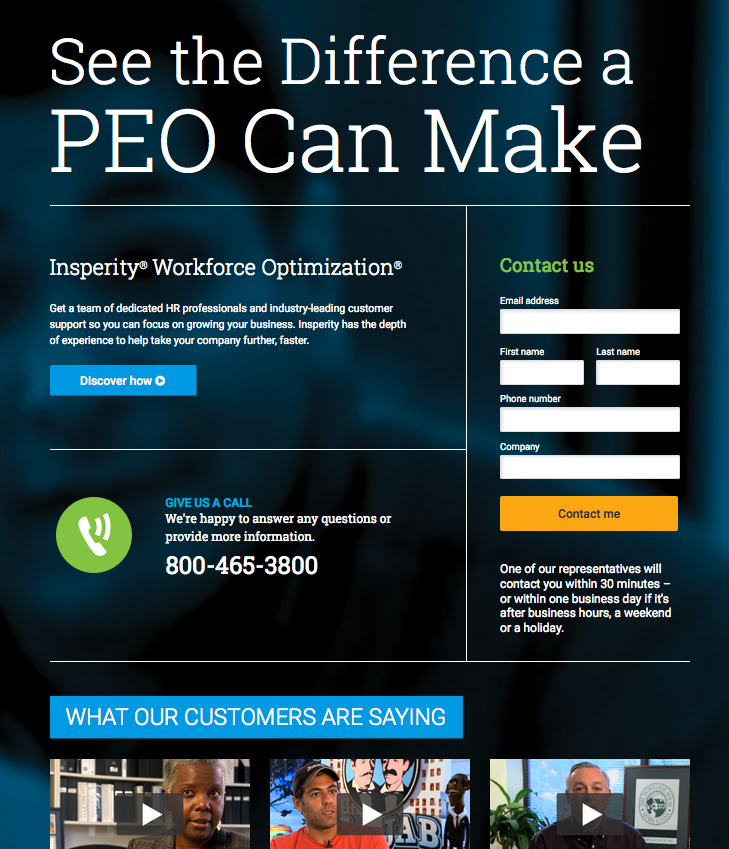 See the Difference a
PEO Can Make
Insperity® Workforce Optimization®
Get a team of dedicated HR professionals and industry-leading customer
support so you can focus on growing your business. Insperity has the depth
of experience to help take your company further, faster.
Discover how
GIVE US A CALL
We're happy to answer any questions or
provide more information.
800-465-3800
Contact us
Email address
First name Last name
Phone number
Company
Contact me
One of our representatives will
contact you within 30 minutes –
or within one business day if it's
after business hours, a weekend
or a holiday.
WHAT OUR CUSTOMERS ARE SAYING